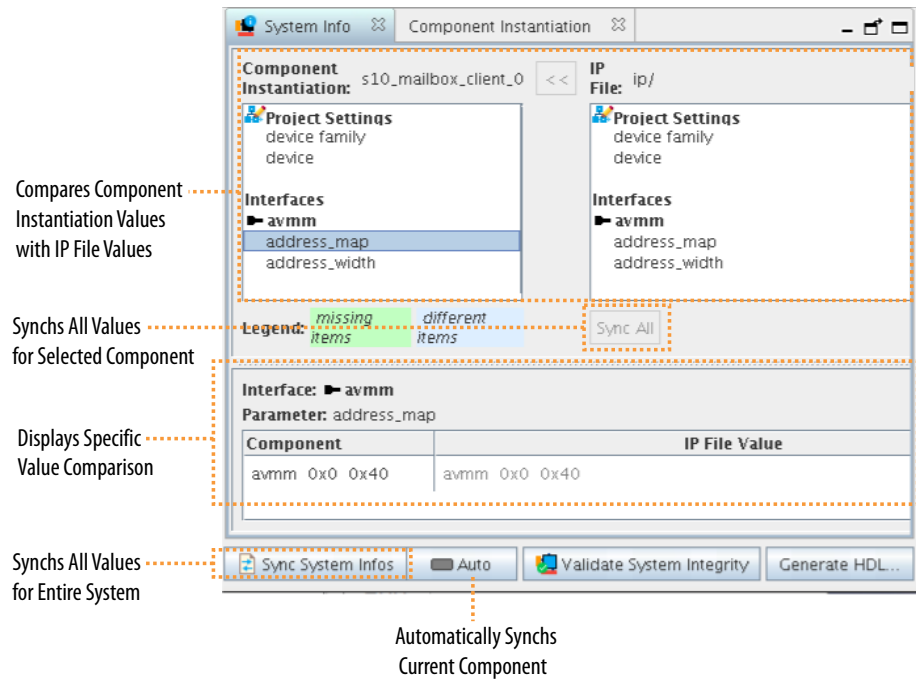 System Info
Component Instantiation
Component
Instantiation: s10_mailbox_client_0
<<
IP
File: ip/
Project Settings
device family
device
Interfaces
avmm
address_map
address_width
Project Settings
device family
device
Interfaces
avmm
address_map
address_width
Compares Component
Instantiation Values
with IP File Values
Legend: missing items different items
Sync All
Synchs All Values
for Selected Component
Interface: avmm
Parameter: address_map
Component IP File Value
avmm 0x0 0x40 avmm 0x0 0x40
Displays Specific
Value Comparison
Synchs All Values
for Entire System
Sync System Infos
Auto
Validate System Integrity
Generate HDL...
Automatically Synchs
Current Component